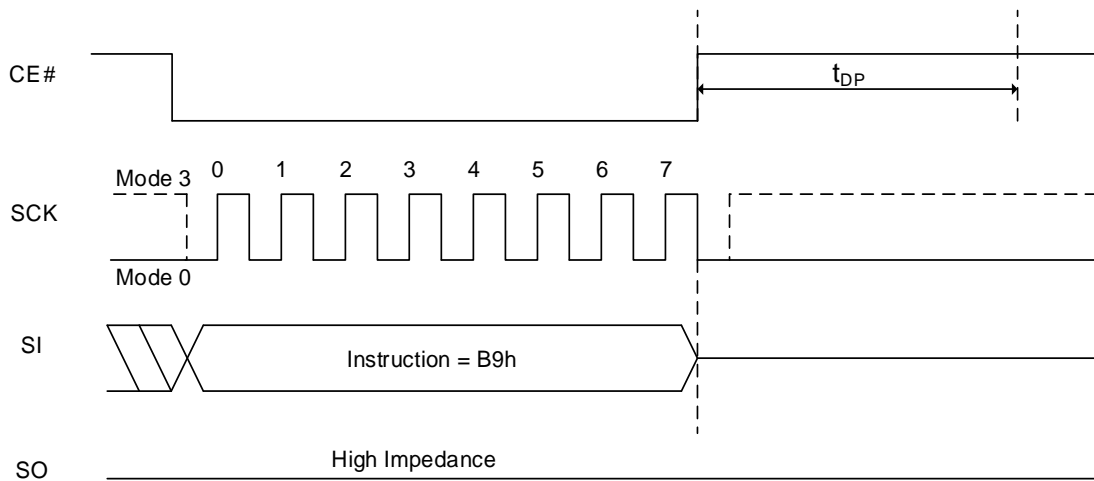 CE#
tDP
Mode 3
0 1 2 3 4 5 6 7
SCK
Mode 0
SI
Instruction = B9h
High Impedance
SO